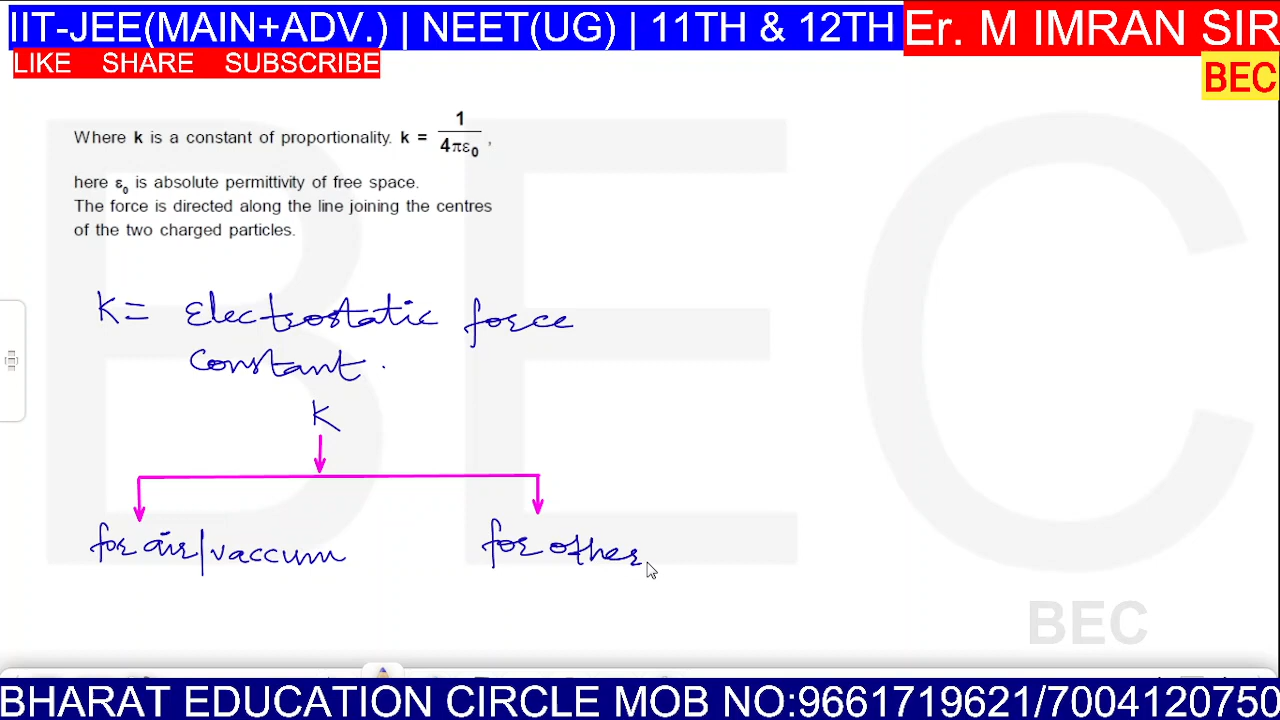 IIT-JEE(MAIN+ADV.) | NEET(UG) | 11TH & 12TH Er. M IMRAN SIR
LIKE SHARE SUBSCRIBE
BEC
Where k is a constant of proportionality. k = 1/4πε₀ ,
here ε₀ is absolute permittivity of free space.
The force is directed along the line joining the centres
of the two charged particles.
K = Electrostatic force
Constant.
K
for air/vaccum for other
BEC
BEC
BHARAT EDUCATION CIRCLE MOB NO:9661719621/7004120750